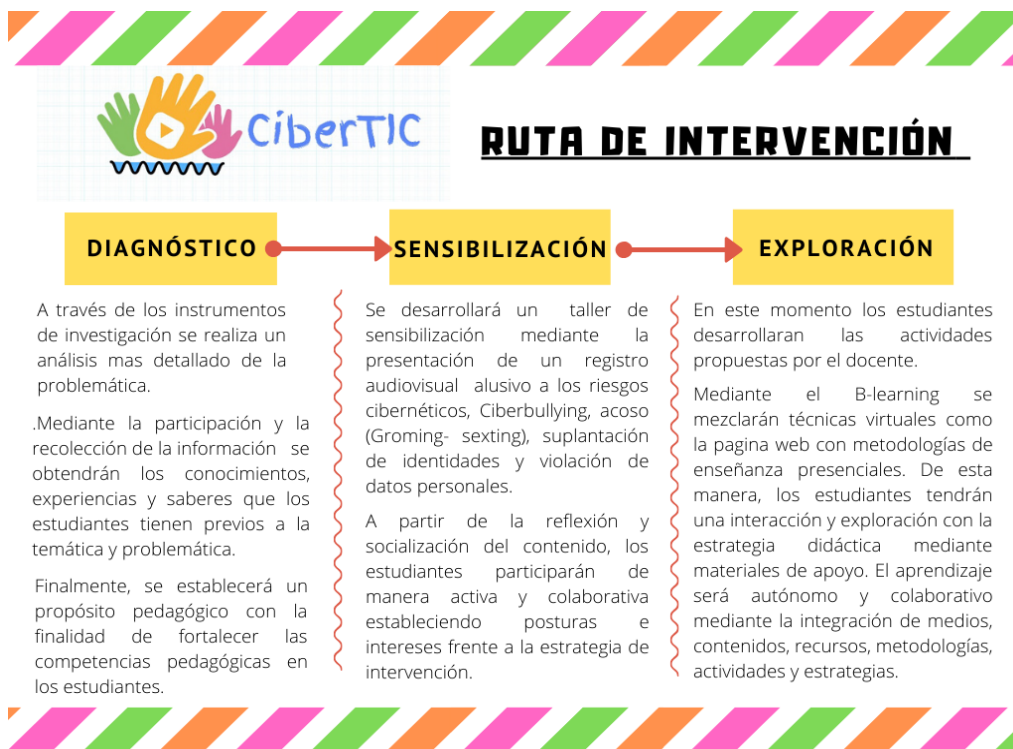 CiberTIC
RUTA DE INTERVENCIÓN
DIAGNÓSTICO
A través de los instrumentos
de investigación se realiza un
análisis mas detallado de la
problemática.
.Mediante la participación y la
recolección de la información se
obtendrán los conocimientos,
experiencias y saberes que los
estudiantes tienen previos a la
temática y problemática.
Finalmente, se establecerá un
propósito pedagógico con la
finalidad de fortalecer las
competencias pedagógicas en
los estudiantes.
SENSIBILIZACIÓN
Se desarrollará un taller de
sensibilización mediante la
presentación de un registro
audiovisual alusivo a los riesgos
cibernéticos, Ciberbullying, acoso
(Groming- sexting), suplantación
de identidades y violación de
datos personales.
A partir de la reflexión y
socialización del contenido, los
estudiantes participarán de
manera activa y colaborativa
estableciendo posturas e
intereses frente a la estrategia de
intervención.
EXPLORACIÓN
En este momento los estudiantes
desarrollaran las actividades
propuestas por el docente.
Mediante el B-learning se
mezclarán técnicas virtuales como
la pagina web con metodologías de
enseñanza presenciales. De esta
manera, los estudiantes tendrán
una interacción y exploración con la
estrategia didáctica mediante
materiales de apoyo. El aprendizaje
será autónomo y colaborativo
mediante la integración de medios,
contenidos, recursos, metodologías,
actividades y estrategias.